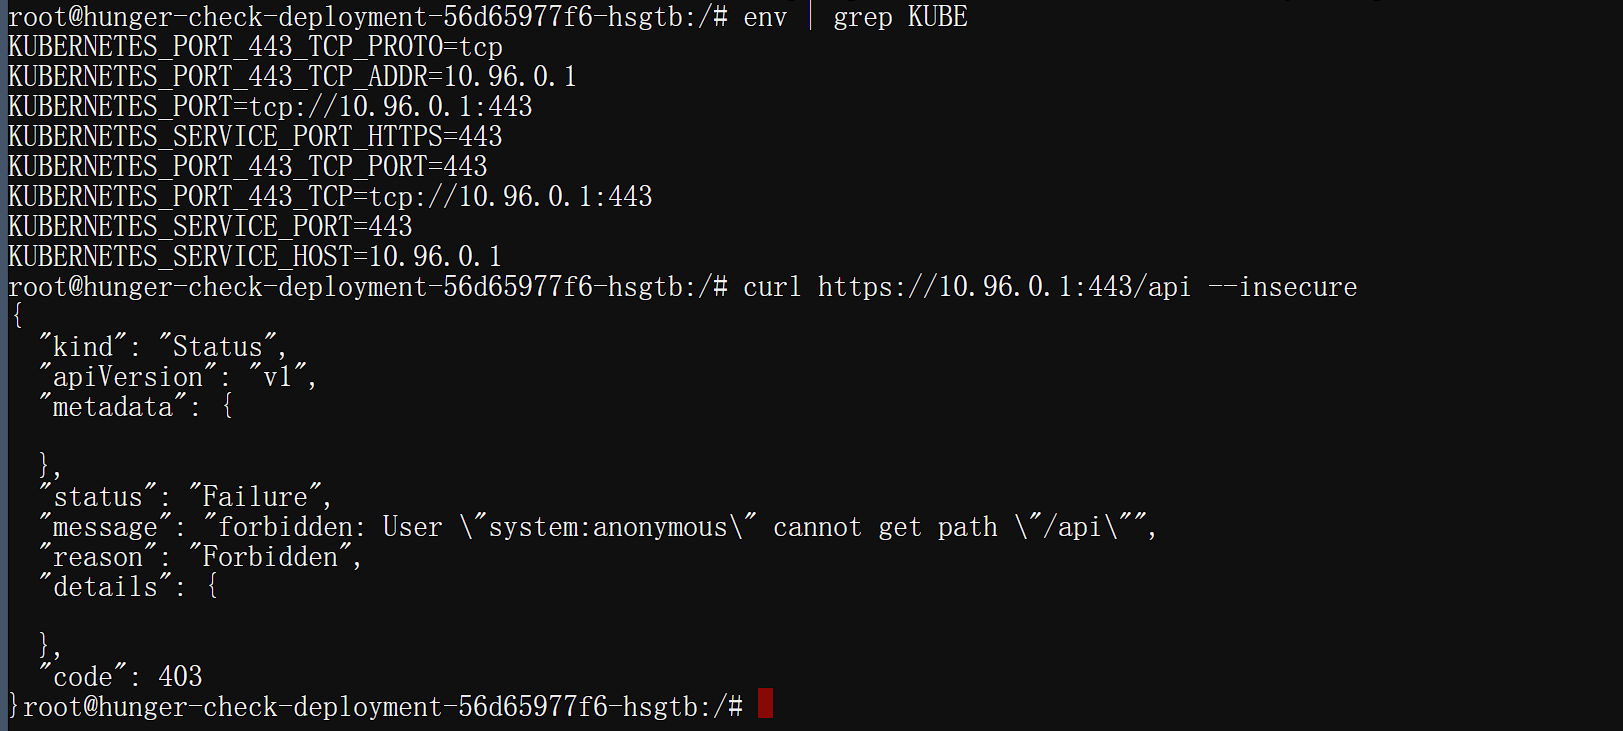 root@hunger-check-deployment-56d65977f6-hsgtb:/# env | grep KUBE
KUBERNETES_PORT_443_TCP_PROTO=tcp
KUBERNETES_PORT_443_TCP_ADDR=10.96.0.1
KUBERNETES_PORT=tcp://10.96.0.1:443
KUBERNETES_SERVICE_PORT_HTTPS=443
KUBERNETES_PORT_443_TCP_PORT=443
KUBERNETES_PORT_443_TCP=tcp://10.96.0.1:443
KUBERNETES_SERVICE_PORT=443
KUBERNETES_SERVICE_HOST=10.96.0.1
root@hunger-check-deployment-56d65977f6-hsgtb:/# curl https://10.96.0.1:443/api --insecure
{
  "kind": "Status",
  "apiVersion": "v1",
  "metadata": {
  },
  "status": "Failure",
  "message": "forbidden: User \"system:anonymous\" cannot get path \"/api\"",
  "reason": "Forbidden",
  "details": {
  },
  "code": 403
}root@hunger-check-deployment-56d65977f6-hsgtb:/#